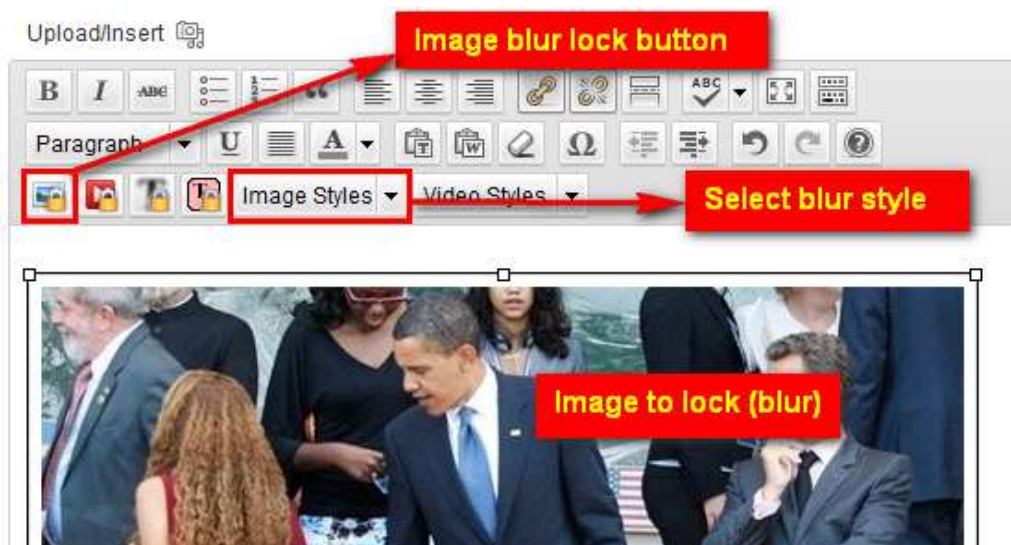 Upload/Insert
Image blur lock button
B I ABC ABC
Paragraph U A T W Ω
T T Image Styles Video Styles
Select blur style
Image to lock (blur)